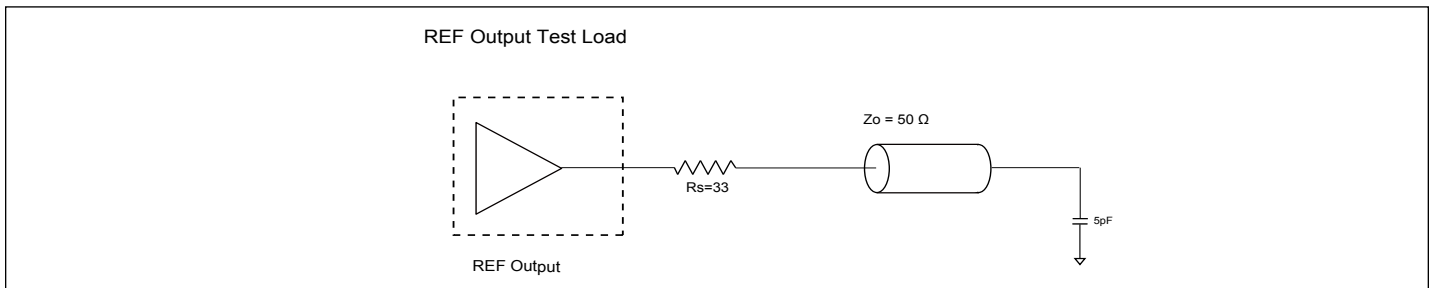 REF Output Test Load
Zo = 50 Ω
Rs=33
5pF
REF Output